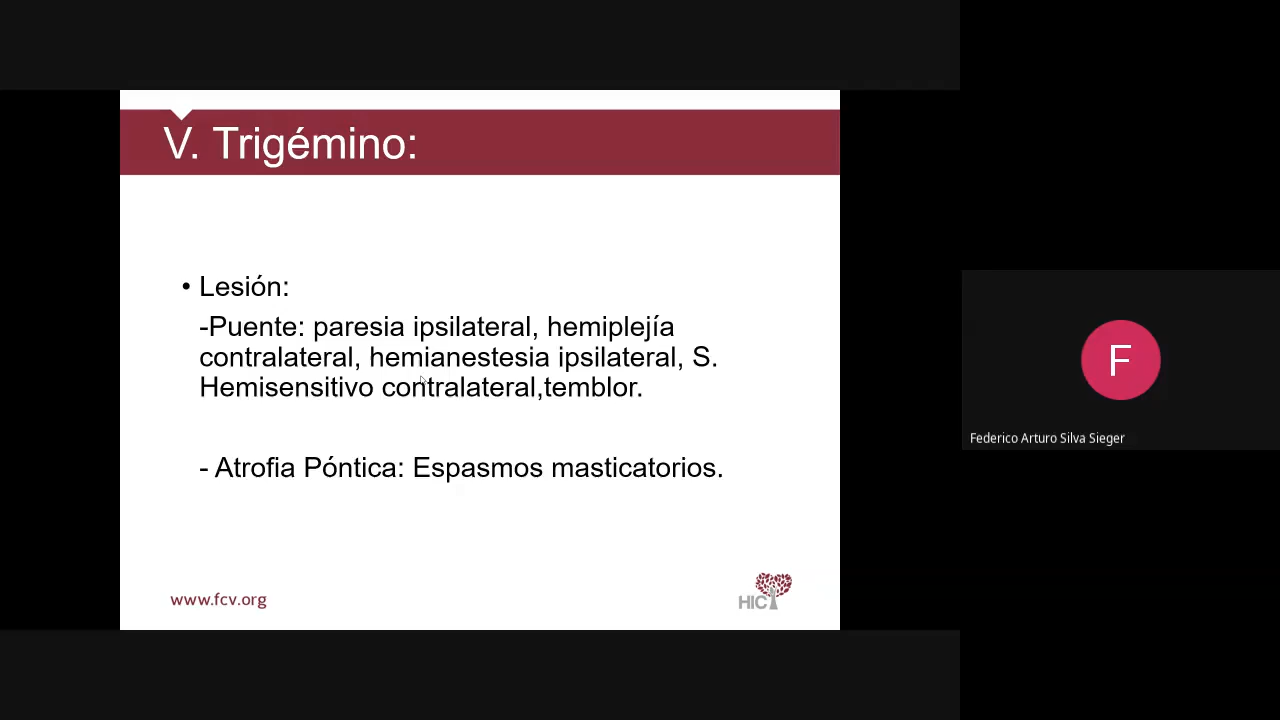 V. Trigémino:
• Lesión:
-Puente: paresia ipsilateral, hemiplejía
contralateral, hemianestesia ipsilateral, S.
Hemisensitivo contralateral,temblor.
- Atrofia Póntica: Espasmos masticatorios.
www.fcv.org
HIC
F
Federico Arturo Silva Sieger